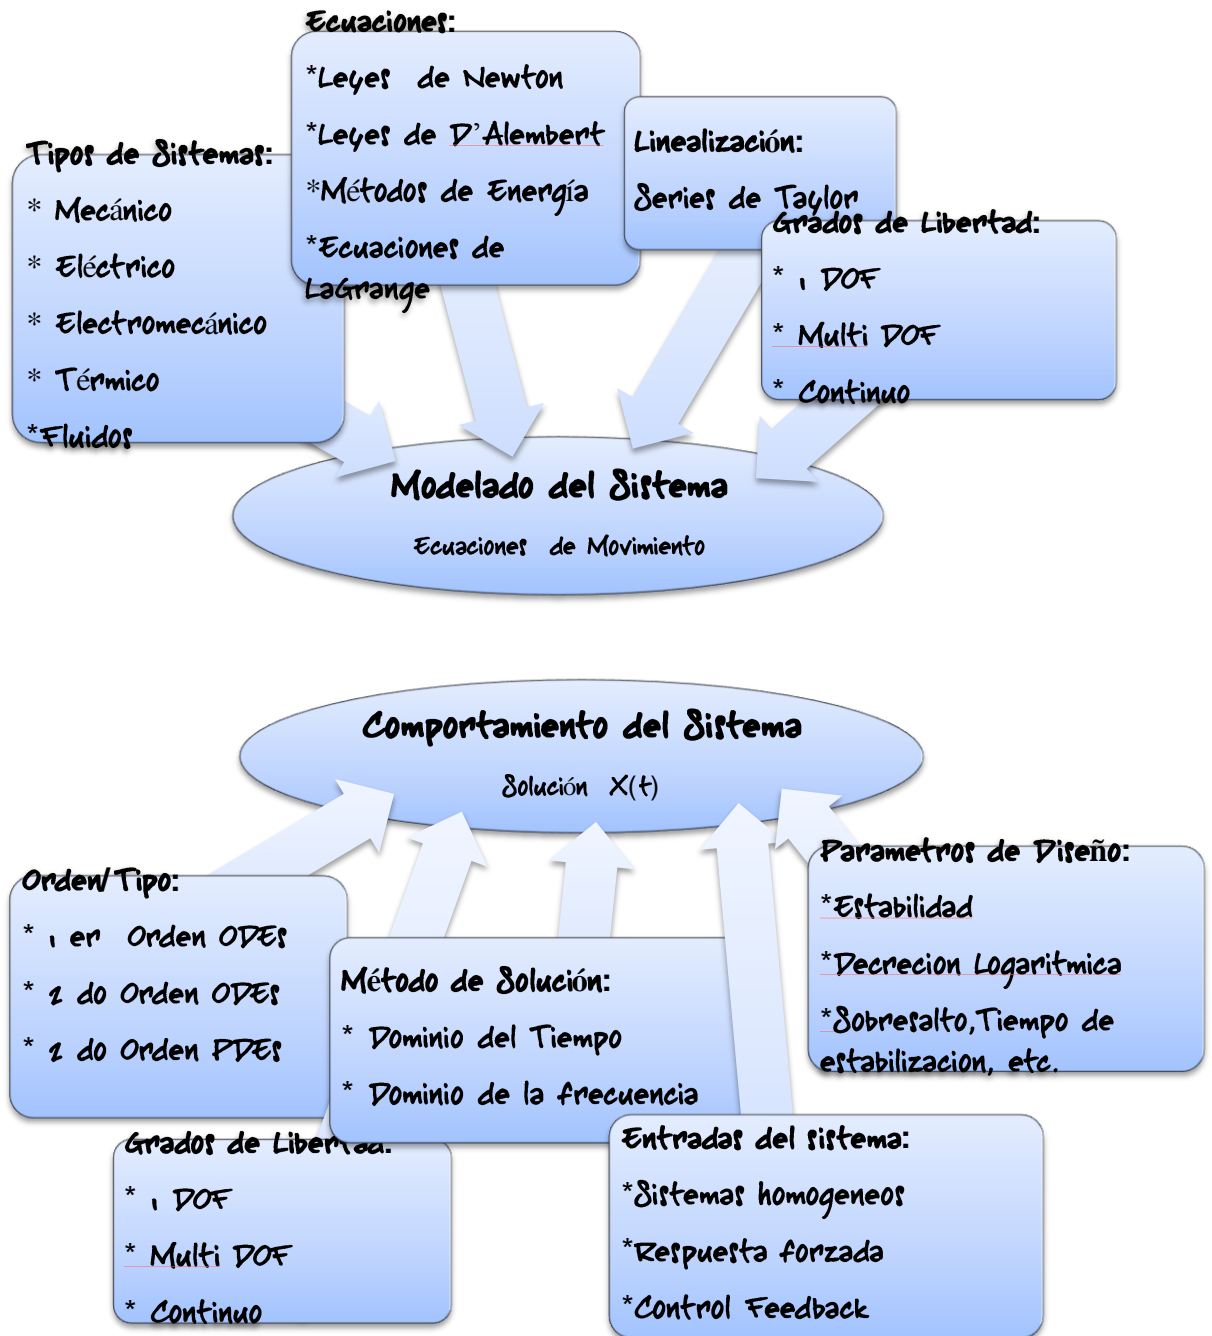 Ecuaciones:
*Leyes de Newton
*Leyes de D'Alembert
*Métodos de Energía
*Ecuaciones de
LaGrange
Tipos de Sistemas:
* Mecánico
* Eléctrico
* Electromecánico
* Térmico
*Fluidos
Linealización:
Series de Taylor
Grados de Libertad:
* 1 DOF
* Multi DOF
* Continuo
Modelado del Sistema
Ecuaciones de Movimiento
Comportamiento del Sistema
Solución X(t)
Orden/Tipo:
* 1 er Orden ODEs
* 2 do Orden ODEs
* 2 do Orden PDEs
Método de Solución:
* Dominio del Tiempo
* Dominio de la frecuencia
Parametros de Diseño:
*Estabilidad
*Decrecion Logaritmica
*Sobresalto,Tiempo de
estabilizacion, etc.
Grados de Libertad:
* 1 DOF
* Multi DOF
* Continuo
Entradas del sistema:
*Sistemas homogeneos
*Respuesta forzada
*Control Feedback